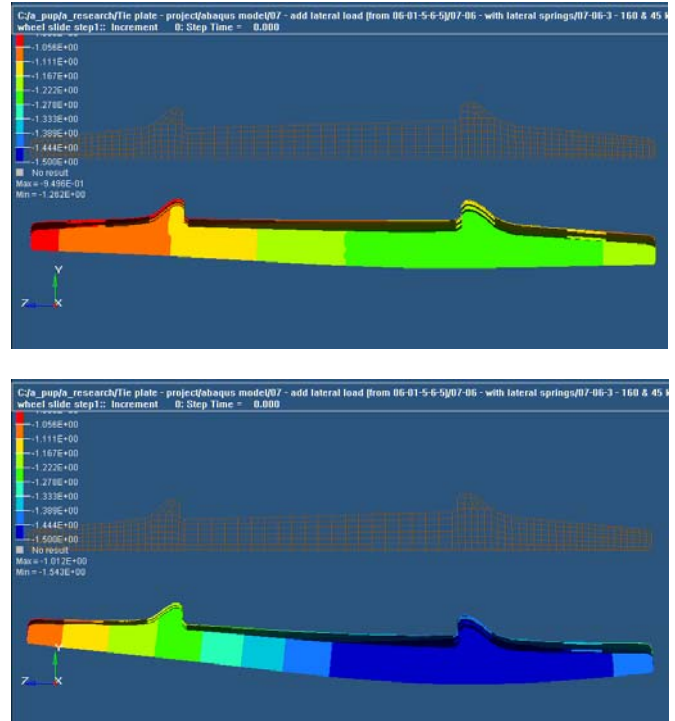 C:/a_pup/a_research/Tie plate - project/abaqus model/07 - add lateral load (from 06-01-5-6-5)/07-06 - with lateral springs/07-06-3 - 160 & 45 k
wheel slide step1:: Increment 0: Step Time = 0.000
-1.056E+00
-1.111E+00
-1.167E+00
-1.222E+00
-1.278E+00
-1.333E+00
-1.389E+00
-1.444E+00
-1.500E+00
No result
Max = -9.496E-01
Min = -1.262E+00
Y
Z X
C:/a_pup/a_research/Tie plate - project/abaqus model/07 - add lateral load (from 06-01-5-6-5)/07-06 - with lateral springs/07-06-3 - 160 & 45 k
wheel slide step1:: Increment 0: Step Time = 0.000
-1.056E+00
-1.111E+00
-1.167E+00
-1.222E+00
-1.278E+00
-1.333E+00
-1.389E+00
-1.444E+00
-1.500E+00
No result
Max = -1.012E+00
Min = -1.543E+00
Y
Z X